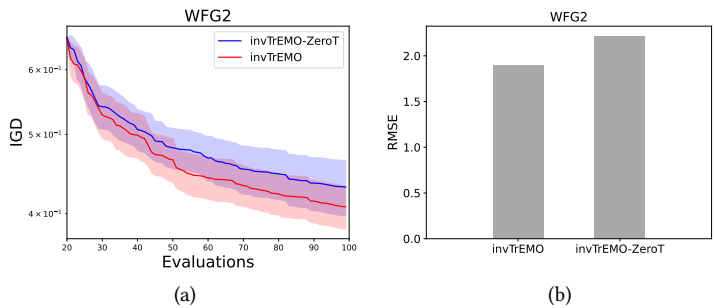 WFG2
invTrEMO-ZeroT
invTrEMO
6 × 10⁻¹
5 × 10⁻¹
4 × 10⁻¹
IGD
20 30 40 50 60 70 80 90 100
Evaluations
(a)
WFG2
2.0
1.5
1.0
0.5
0.0
RMSE
invTrEMO invTrEMO-ZeroT
(b)